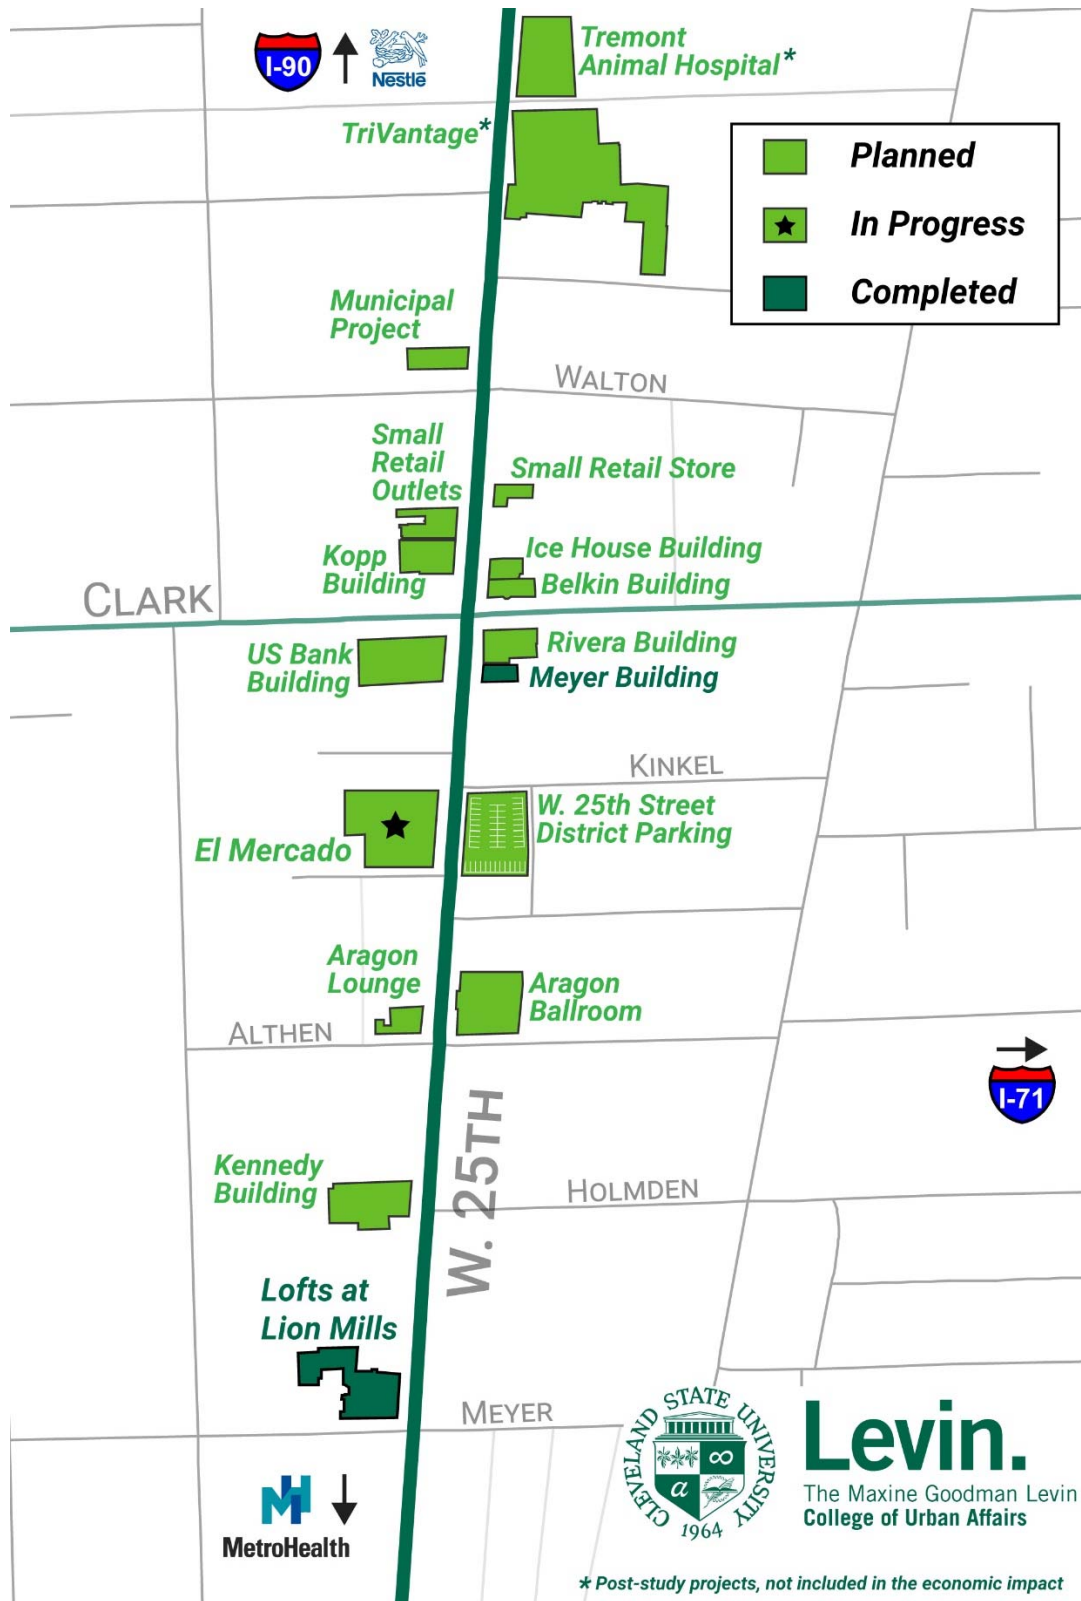 I-90
Nestlé
Tremont
Animal Hospital*
TriVantage*
Planned
In Progress
Completed
Municipal
Project
WALTON
Small
Retail
Outlets
Small Retail Store
Kopp
Building
Ice House Building
Belkin Building
CLARK
US Bank
Building
Rivera Building
Meyer Building
KINKEL
W. 25th Street
District Parking
El Mercado
Aragon
Lounge
Aragon
Ballroom
ALTHEN
I-71
W. 25TH
Kennedy
Building
HOLMDEN
Lofts at
Lion Mills
MEYER
CLEVELAND STATE UNIVERSITY
1964
Levin.
The Maxine Goodman Levin
College of Urban Affairs
MetroHealth
* Post-study projects, not included in the economic impact